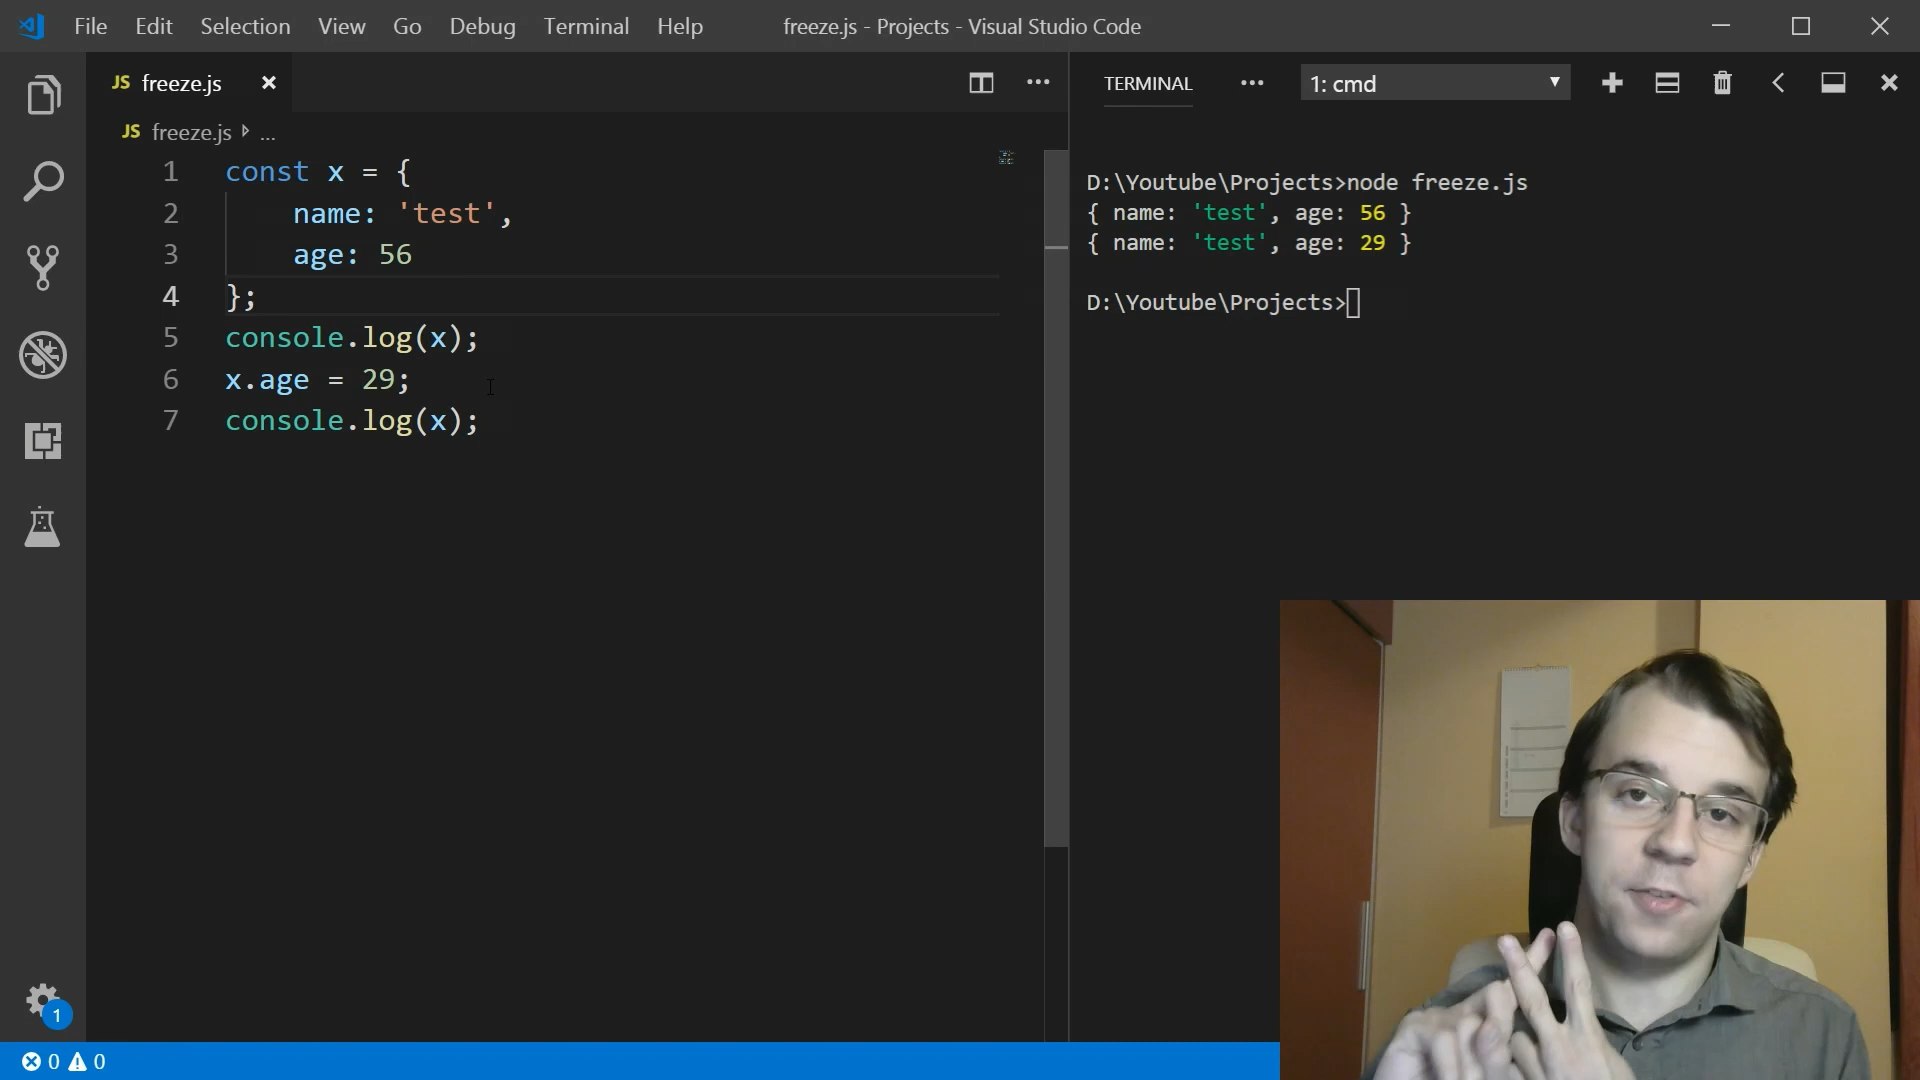 File Edit Selection View Go Debug Terminal Help freeze.js - Projects - Visual Studio Code
JS freeze.js
JS freeze.js ...
1 const x = {
2 name: 'test',
3 age: 56
4 };
5 console.log(x);
6 x.age = 29;
7 console.log(x);
TERMINAL ... 1: cmd
D:\Youtube\Projects>node freeze.js
{ name: 'test', age: 56 }
{ name: 'test', age: 29 }
D:\Youtube\Projects>
1
0 0